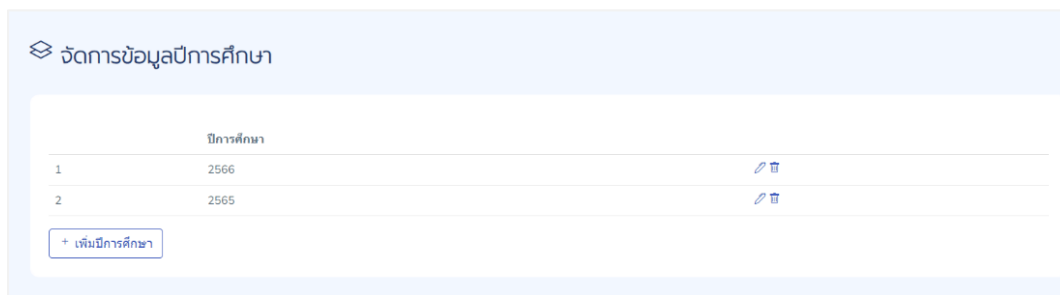 จัดการข้อมูลปีการศึกษา
ปีการศึกษา
1 2566
2 2565
+ เพิ่มปีการศึกษา